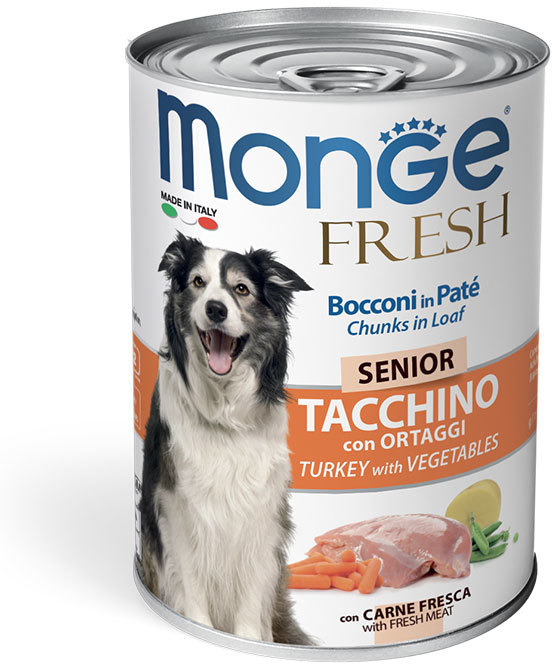 MONGE®
MADE IN ITALY
FRESH
Bocconi in Paté
Chunks in Loaf
SENIOR
TACCHINO
con ORTAGGI
TURKEY with VEGETABLES
con CARNE FRESCA
with FRESH MEAT